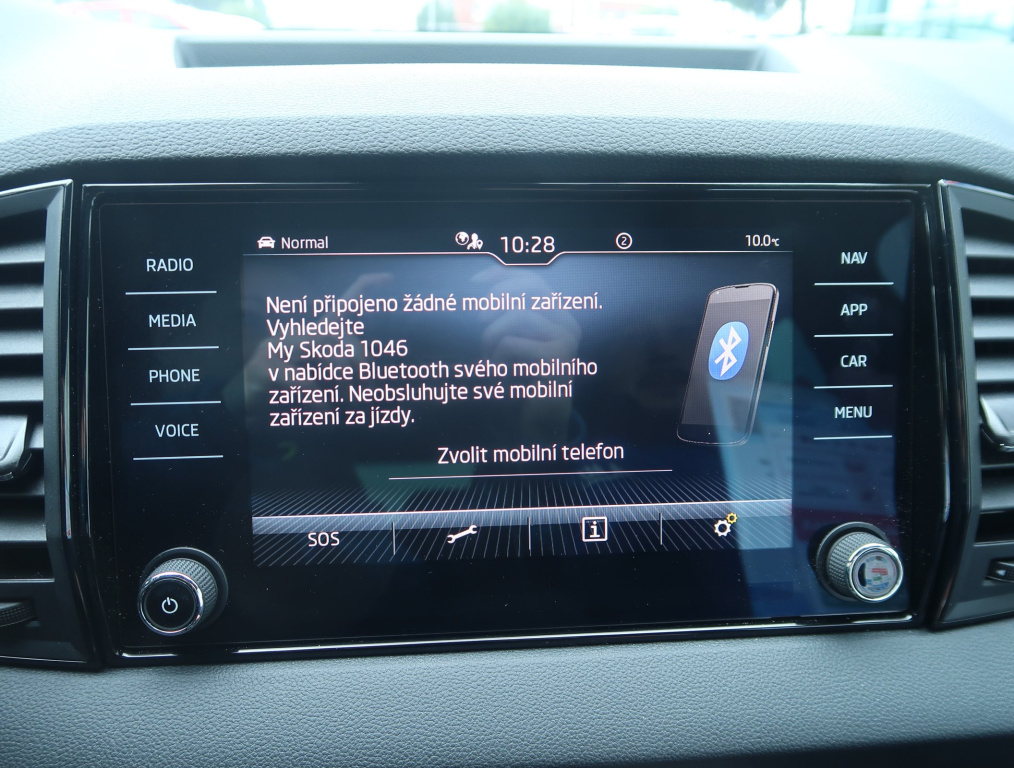 Normal
10:28
2
10.0°C
RADIO
MEDIA
PHONE
VOICE
Není připojeno žádné mobilní zařízení.
Vyhledejte
My Skoda 1046
v nabídce Bluetooth svého mobilního
zařízení. Neobsluhujte své mobilní
zařízení za jízdy.
Zvolit mobilní telefon
SOS
i
NAV
APP
CAR
MENU